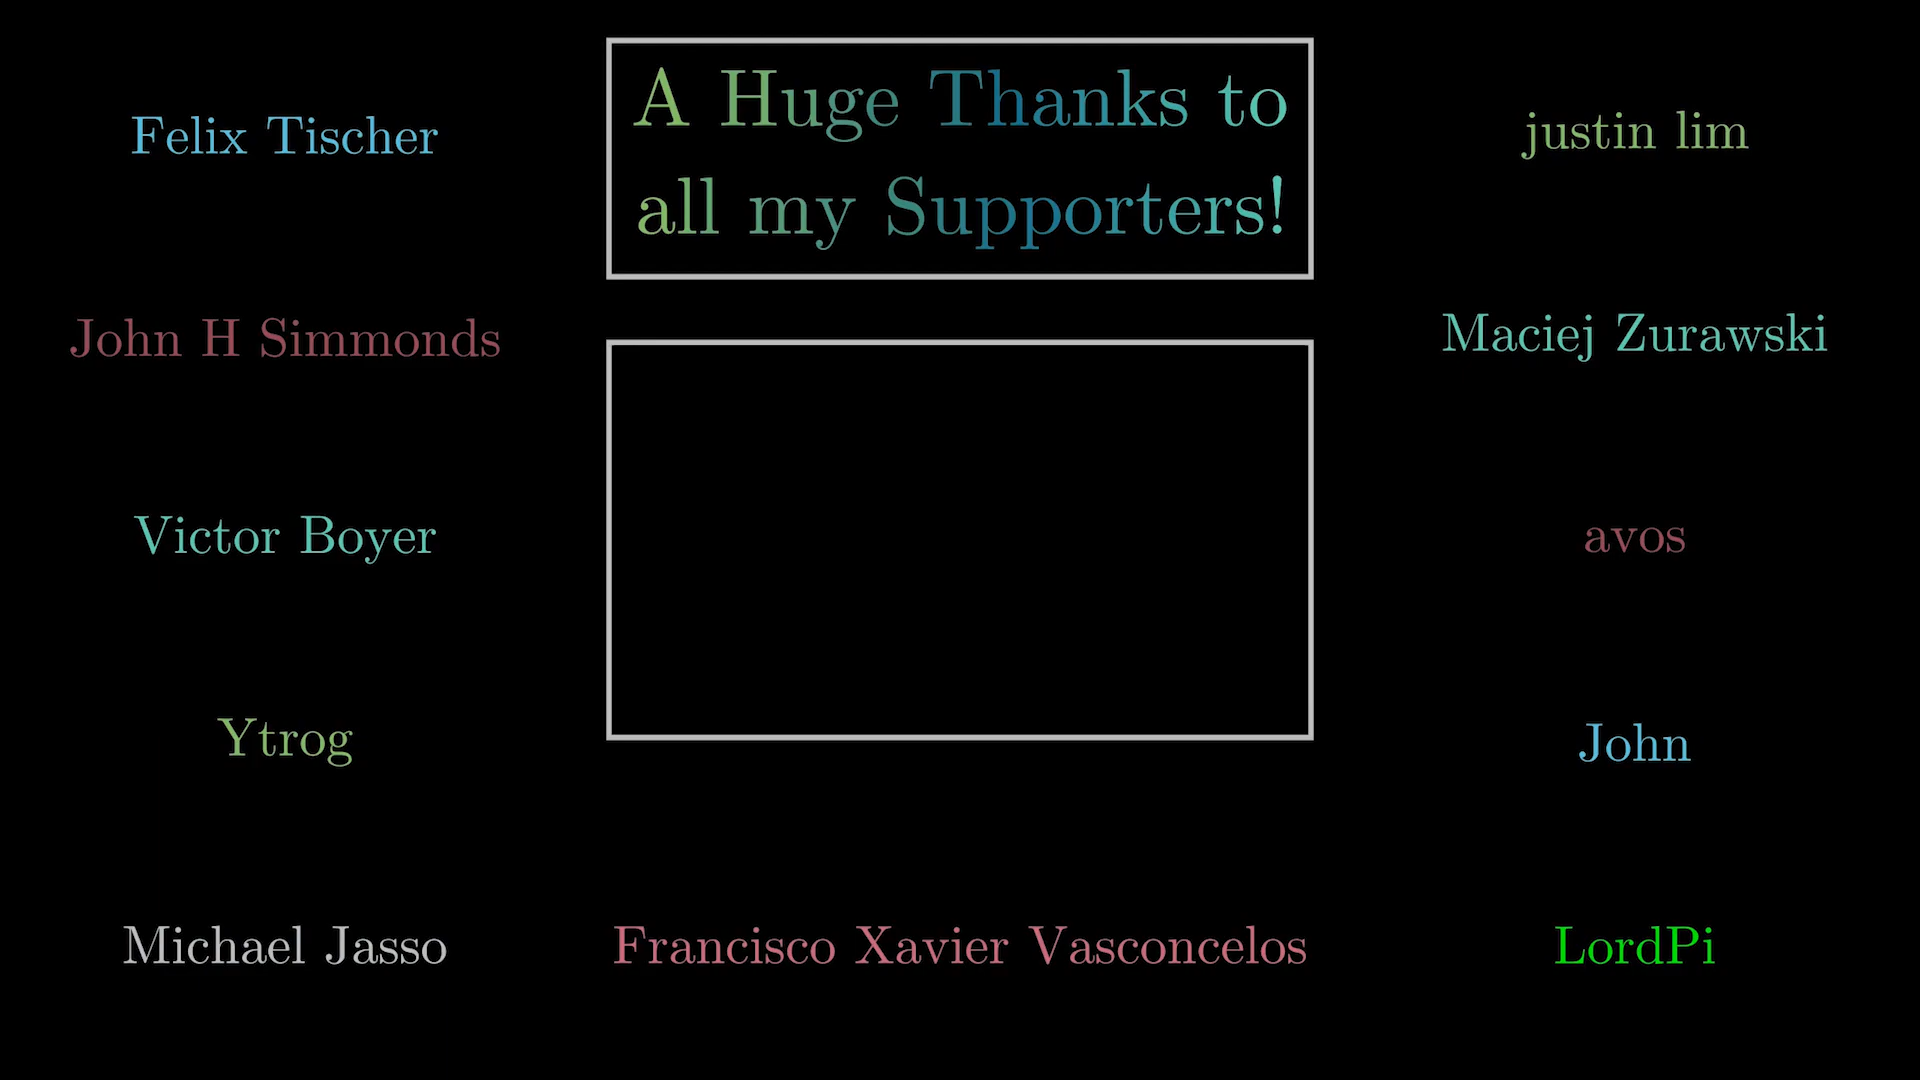 A Huge Thanks to
all my Supporters!
Felix Tischer
justin lim
John H Simmonds
Maciej Zurawski
Victor Boyer
avos
Ytrog
John
Michael Jasso
Francisco Xavier Vasconcelos
LordPi